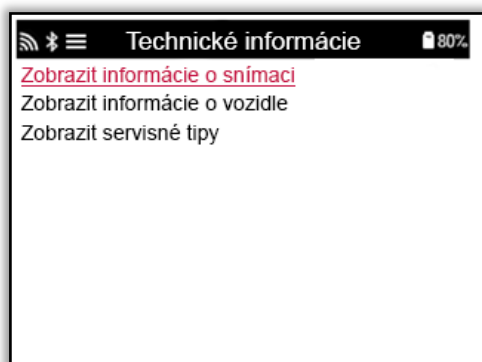 Technické informácie 80%
Zobrazit informácie o snímaci
Zobrazit informácie o vozidle
Zobrazit servisné tipy